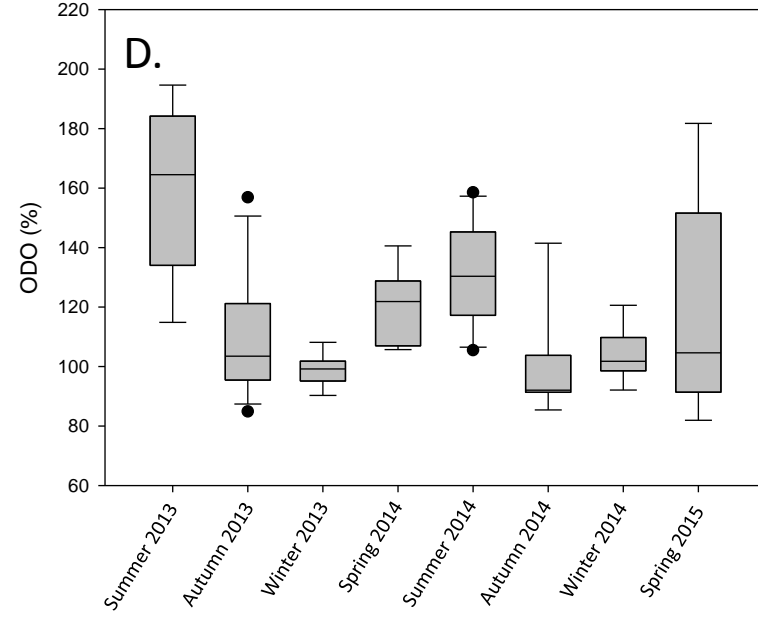 D.
ODO (%)
220
200
180
160
140
120
100
80
60
Summer 2013
Autumn 2013
Winter 2013
Spring 2014
Summer 2014
Autumn 2014
Winter 2014
Spring 2015